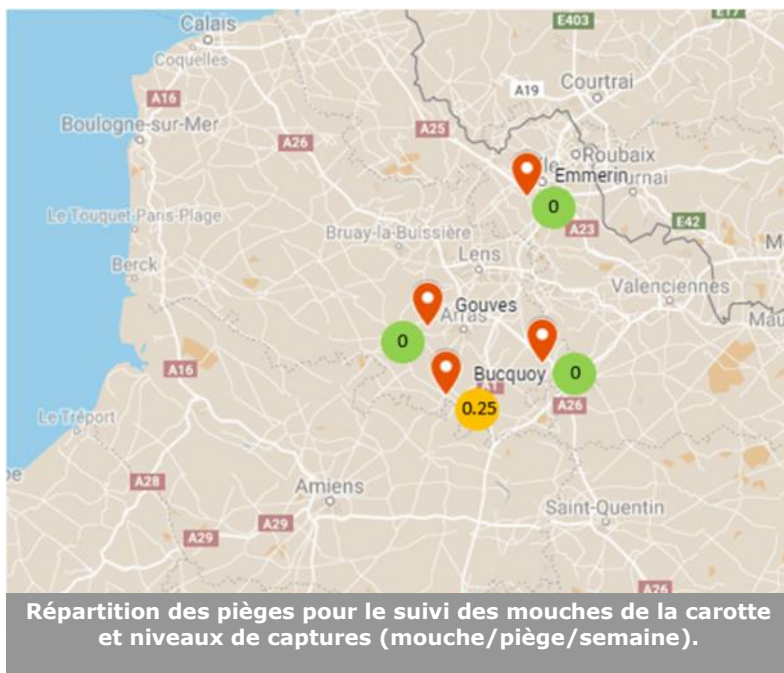 E403
E17
Calais
Coquelles
A16
A19
Courtrai
Boulogne-sur-Mer
A26
A25
Roubaix
Emmerin
0
Le Touquet-Paris-Plage
Bruay-la-Buissière
A23
E42
Berck
Lens
Valenciennes
Gouves
Arras
0
A16
Bucquoy
0
A1
0.25
A26
Le Tréport
A28
Amiens
Saint-Quentin
A29
A29
A26
Répartition des pièges pour le suivi des mouches de la carotte
et niveaux de captures (mouche/piège/semaine).